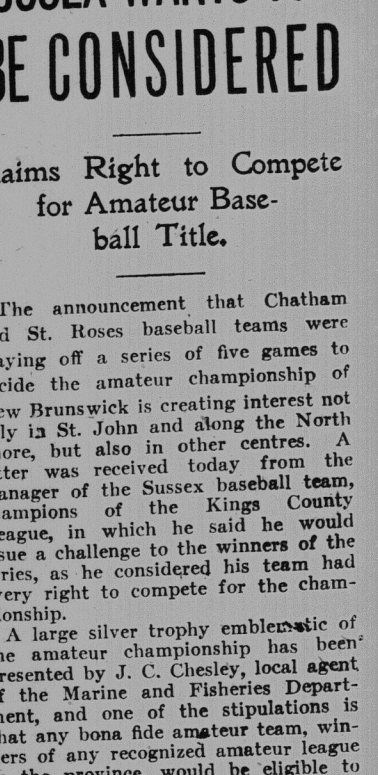 BE CONSIDERED
aims Right to Compete
for Amateur Base-
ball Title.
The announcement that Chatham
d St. Roses baseball teams were
aying off a series of five games to
cide the amateur championship of
ew Brunswick is creating interest not
ly in St. John and along the North
ore, but also in other centres. A
tter was received today from the
anager of the Sussex baseball team,
ampions of the Kings County
eague, in which he said he would
sue a challenge to the winners of the
ries, as he considered his team had
very right to compete for the cham-
ionship.
A large silver trophy emblematic of
he amateur championship has been
resented by J. C. Chesley, local agent
f the Marine and Fisheries Depart-
ment, and one of the stipulations is
hat any bona fide amateur team, win-
ers of any recognized amateur league
the province, would be eligible to